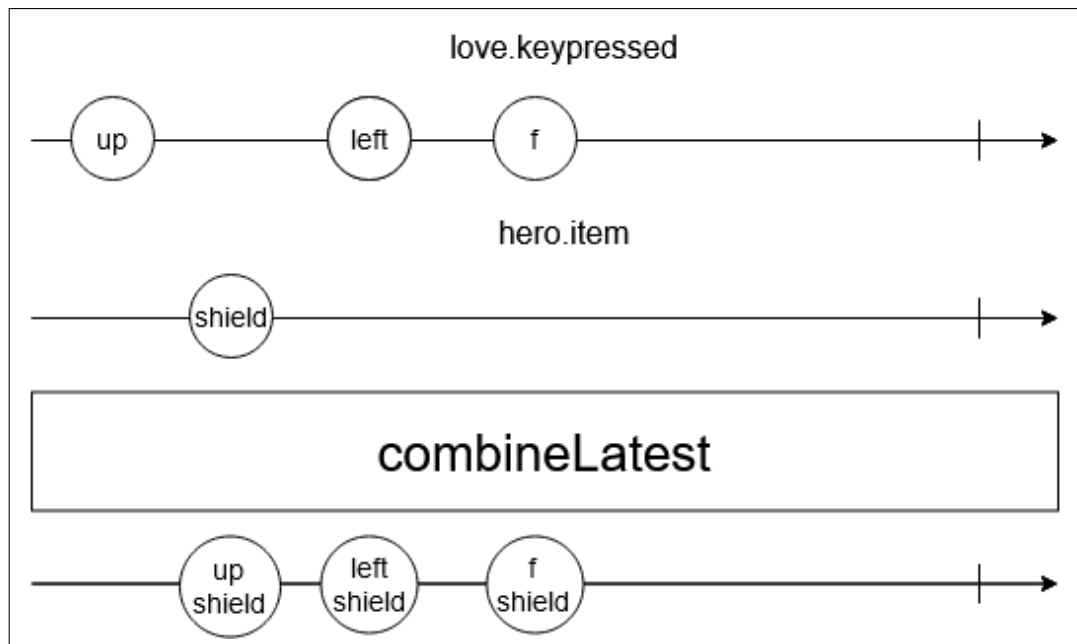 love.keypressed
up
left
f
hero.item
shield
combineLatest
up
shield
left
shield
f
shield